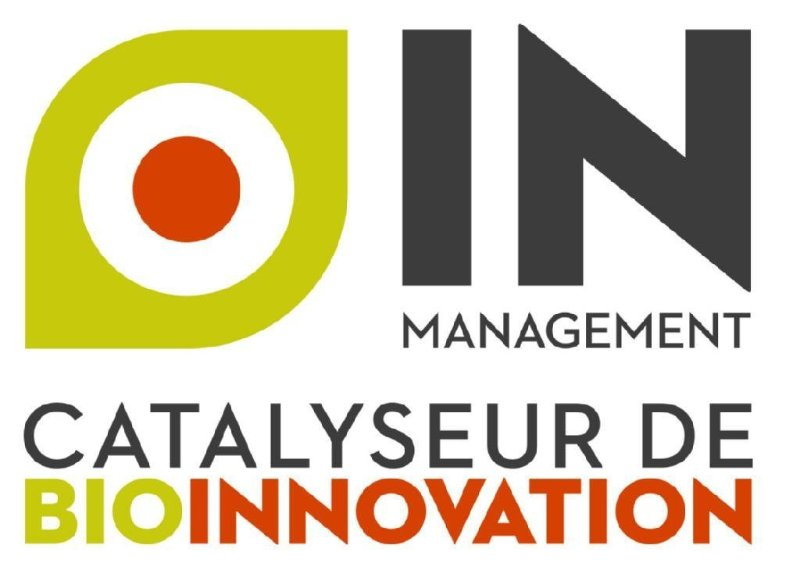 IN
MANAGEMENT
CATALYSEUR DE
BIOINNOVATION